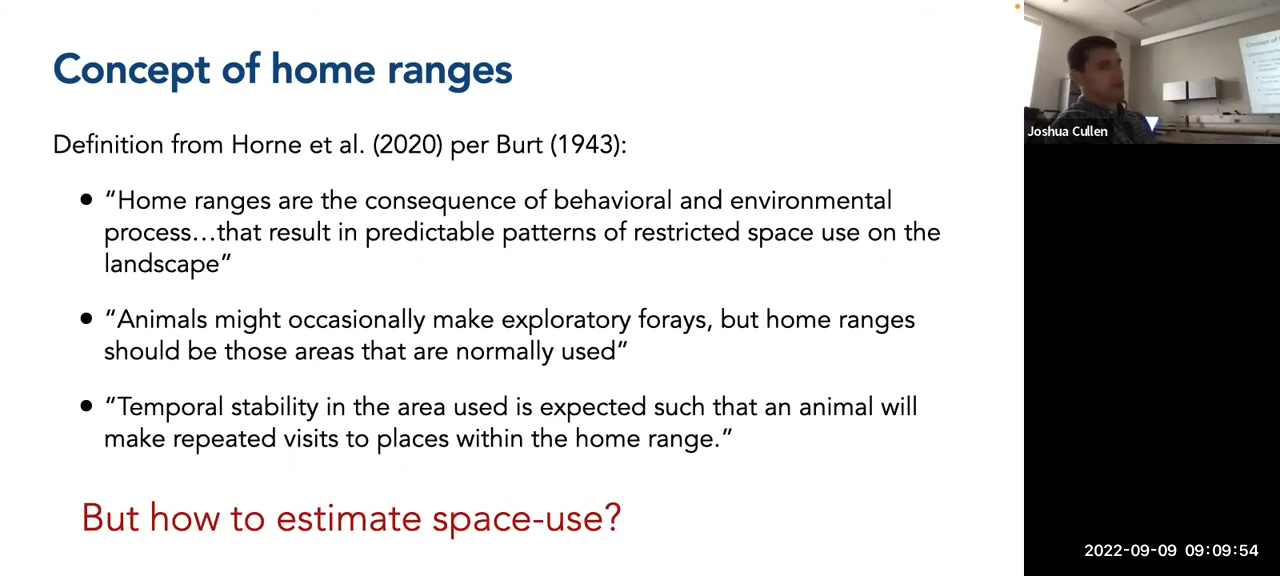 Concept of home ranges
Definition from Horne et al. (2020) per Burt (1943):
● “Home ranges are the consequence of behavioral and environmental
process…that result in predictable patterns of restricted space use on the
landscape”
● “Animals might occasionally make exploratory forays, but home ranges
should be those areas that are normally used”
● “Temporal stability in the area used is expected such that an animal will
make repeated visits to places within the home range.”
But how to estimate space-use?
Joshua Cullen
2022-09-09 09:09:54